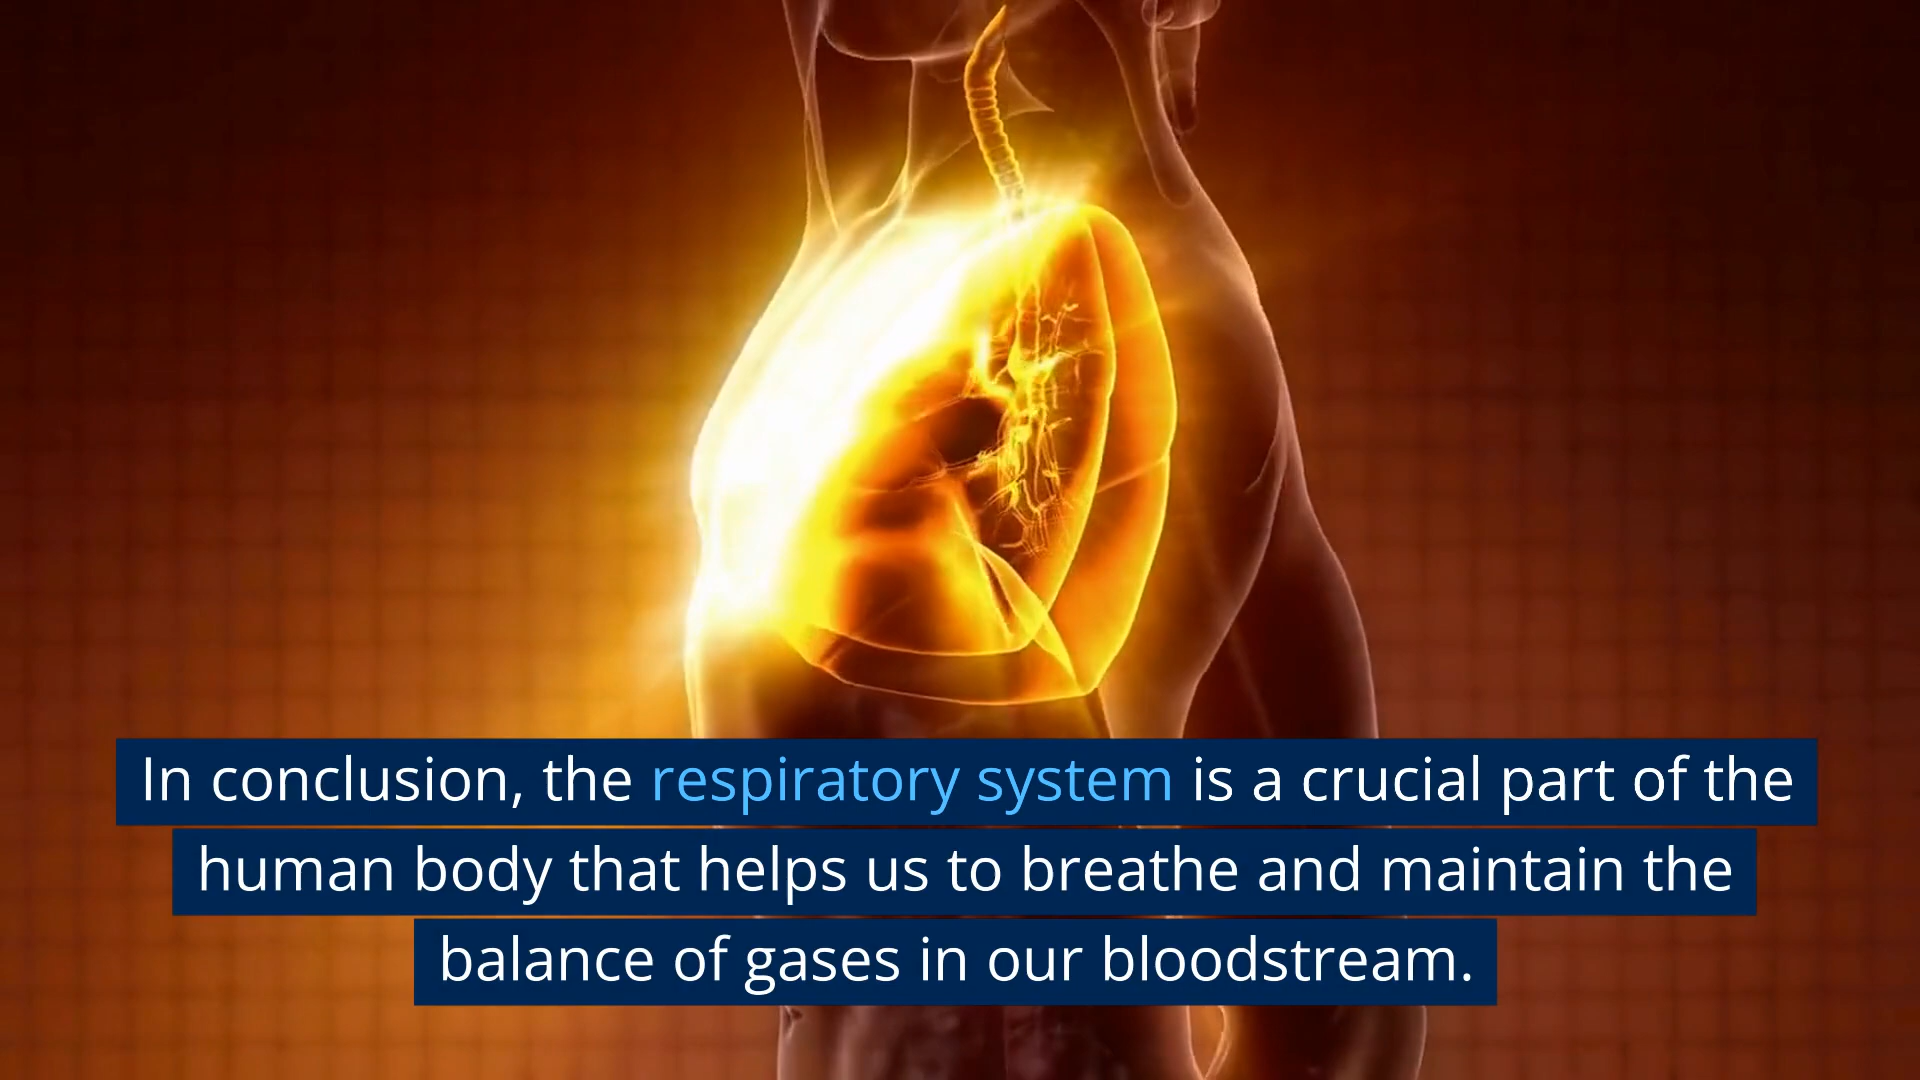 In conclusion, the respiratory system is a crucial part of the
human body that helps us to breathe and maintain the
balance of gases in our bloodstream.